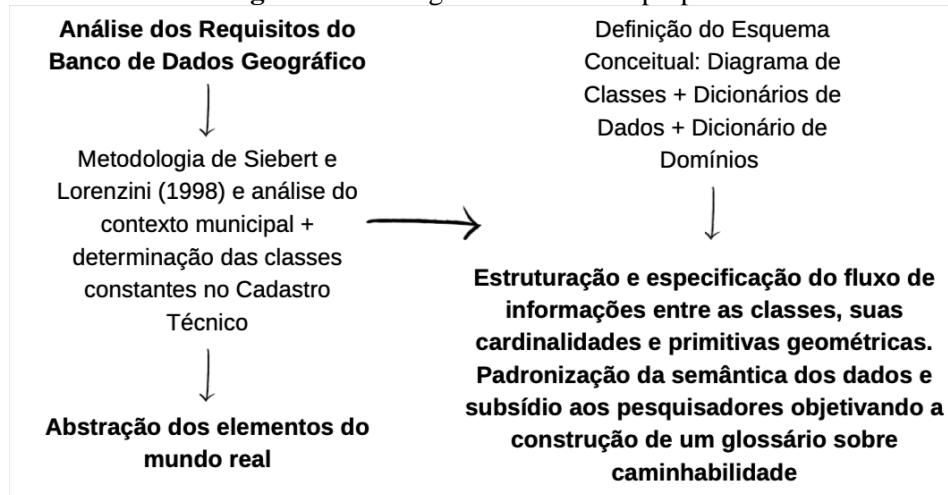 Análise dos Requisitos do
Banco de Dados Geográfico
Metodologia de Siebert e
Lorenzini (1998) e análise do
contexto municipal +
determinação das classes
constantes no Cadastro
Técnico
Abstração dos elementos do
mundo real
Definição do Esquema
Conceitual: Diagrama de
Classes + Dicionários de
Dados + Dicionário de
Domínios
Estruturação e especificação do fluxo de
informações entre as classes, suas
cardinalidades e primitivas geométricas.
Padronização da semântica dos dados e
subsídio aos pesquisadores objetivando a
construção de um glossário sobre
caminhabilidade